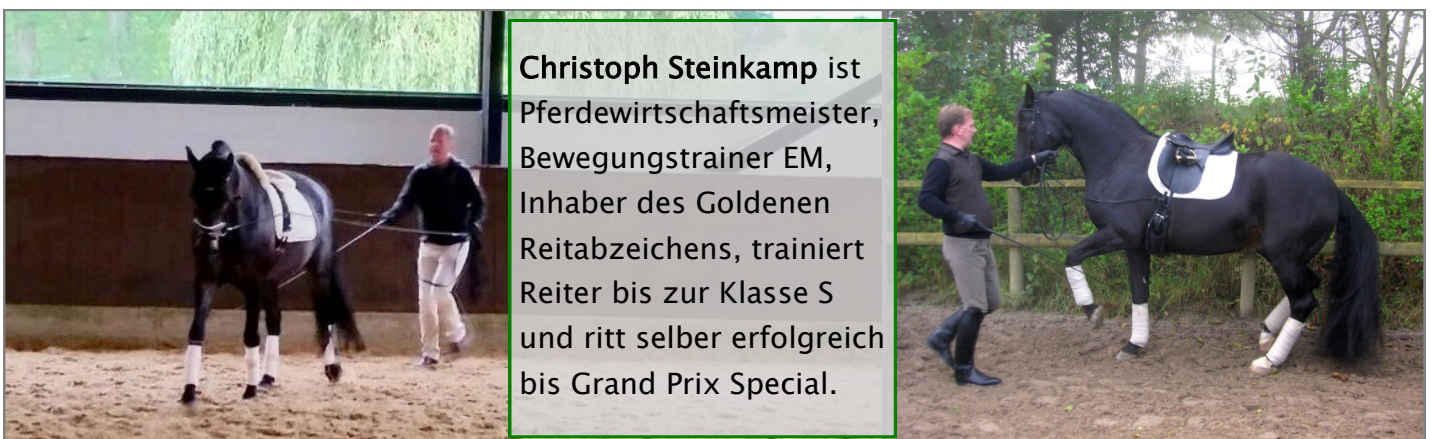 Christoph Steinkamp ist
Pferdewirtschaftsmeister,
Bewegungstrainer EM,
Inhaber des Goldenen
Reitabzeichens, trainiert
Reiter bis zur Klasse S
und ritt selber erfolgreich
bis Grand Prix Special.